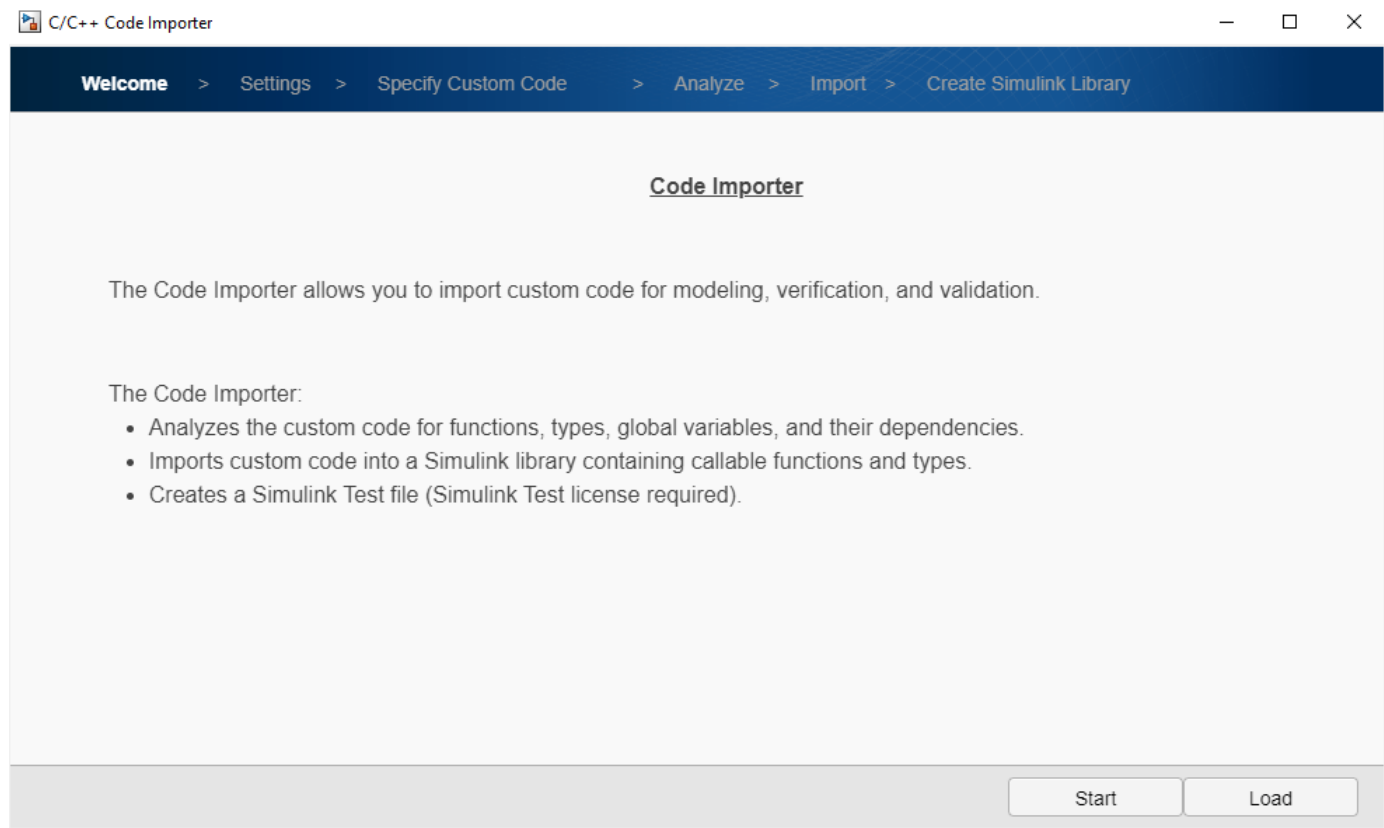 C/C++ Code Importer
Welcome > Settings > Specify Custom Code > Analyze > Import > Create Simulink Library
Code Importer
The Code Importer allows you to import custom code for modeling, verification, and validation.
The Code Importer:
• Analyzes the custom code for functions, types, global variables, and their dependencies.
• Imports custom code into a Simulink library containing callable functions and types.
• Creates a Simulink Test file (Simulink Test license required).
Start Load